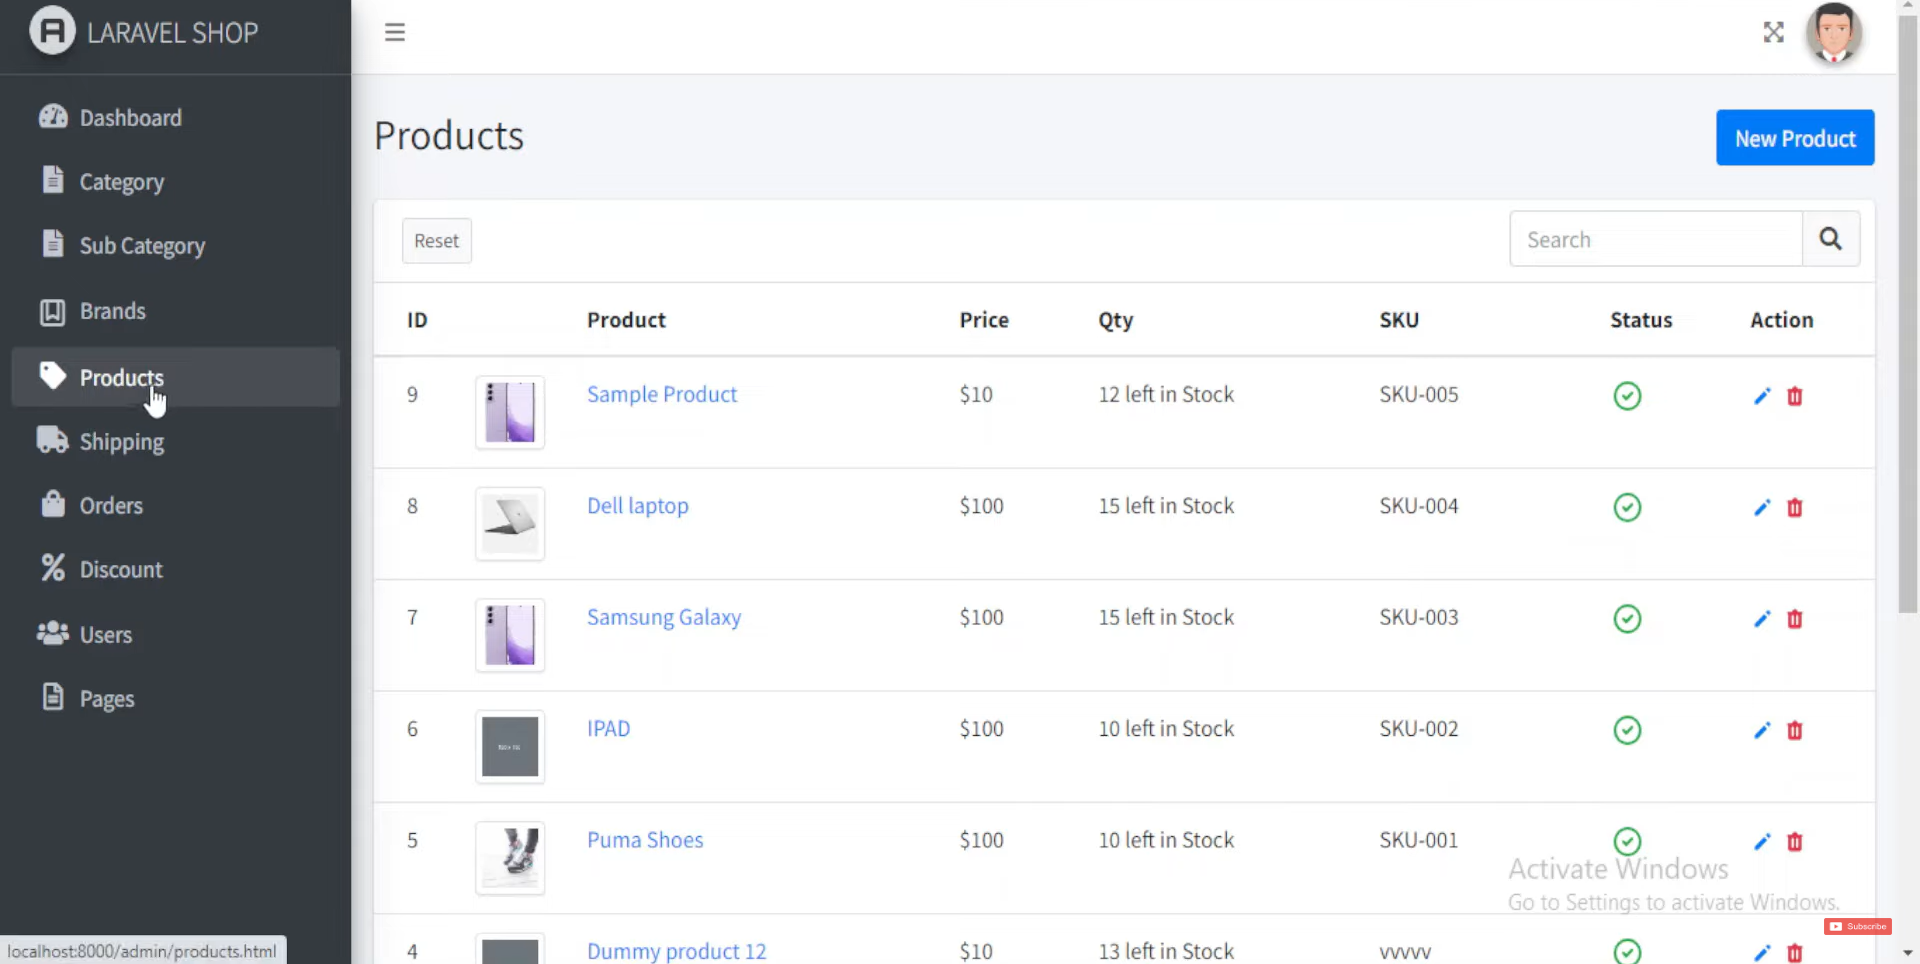 LARAVEL SHOP
Dashboard
Category
Sub Category
Brands
Products
Shipping
Orders
Discount
Users
Pages
Products
New Product
Reset
Search
ID Product Price Qty SKU Status Action
9 Sample Product $10 12 left in Stock SKU-005
8 Dell laptop $100 15 left in Stock SKU-004
7 Samsung Galaxy $100 15 left in Stock SKU-003
6 IPAD $100 10 left in Stock SKU-002
5 Puma Shoes $100 10 left in Stock SKU-001
4 Dummy product 12 $10 13 left in Stock vvvvv
Activate Windows
Go to Settings to activate Windows.
Subscribe
localhost:8000/admin/products.html